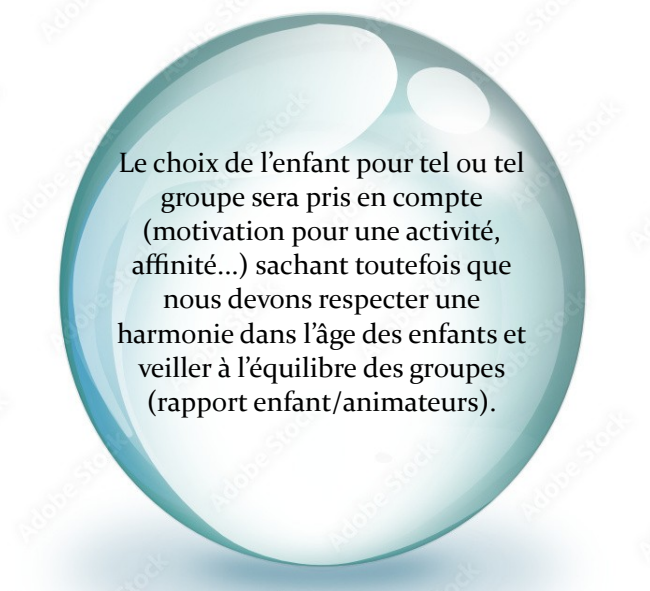 Le choix de l’enfant pour tel ou tel
groupe sera pris en compte
(motivation pour une activité,
affinité...) sachant toutefois que
nous devons respecter une
harmonie dans l’âge des enfants et
veiller à l’équilibre des groupes
(rapport enfant/animateurs).
Adobe Stock